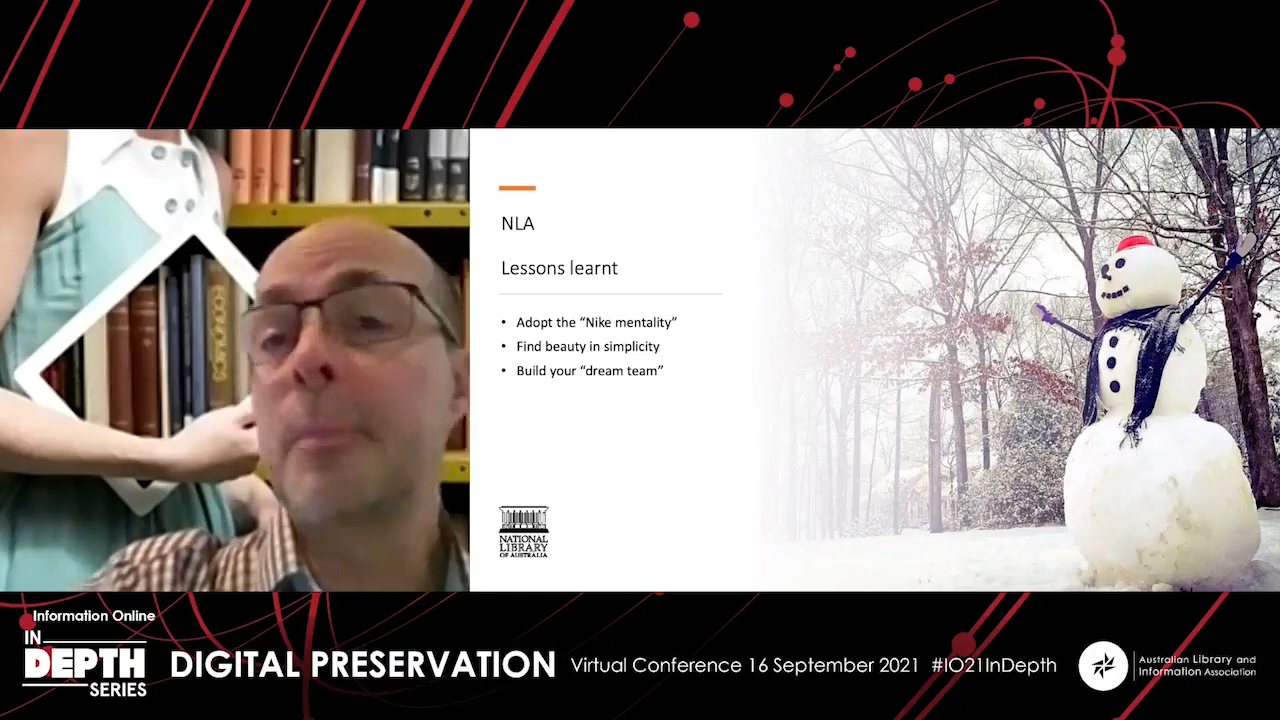 ECONOMICS
NLA
Lessons learnt
• Adopt the “Nike mentality”
• Find beauty in simplicity
• Build your “dream team”
NATIONAL
LIBRARY
OF AUSTRALIA
Information Online
IN
DEPTH
SERIES
DIGITAL PRESERVATION
Virtual Conference 16 September 2021 #IO21InDepth
Australian Library and
Information Association